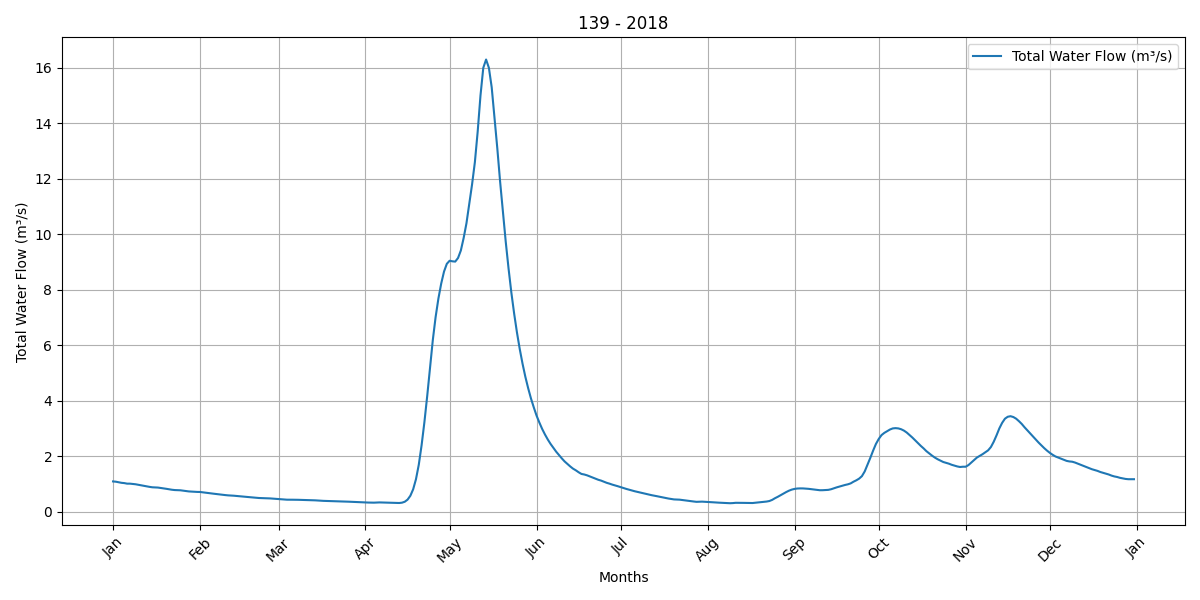 139 - 2018
Total Water Flow (m³/s)
Total Water Flow (m³/s)
16
14
12
10
8
6
4
2
0
Jan
Feb
Mar
Apr
May
Jun
Jul
Aug
Sep
Oct
Nov
Dec
Jan
Months